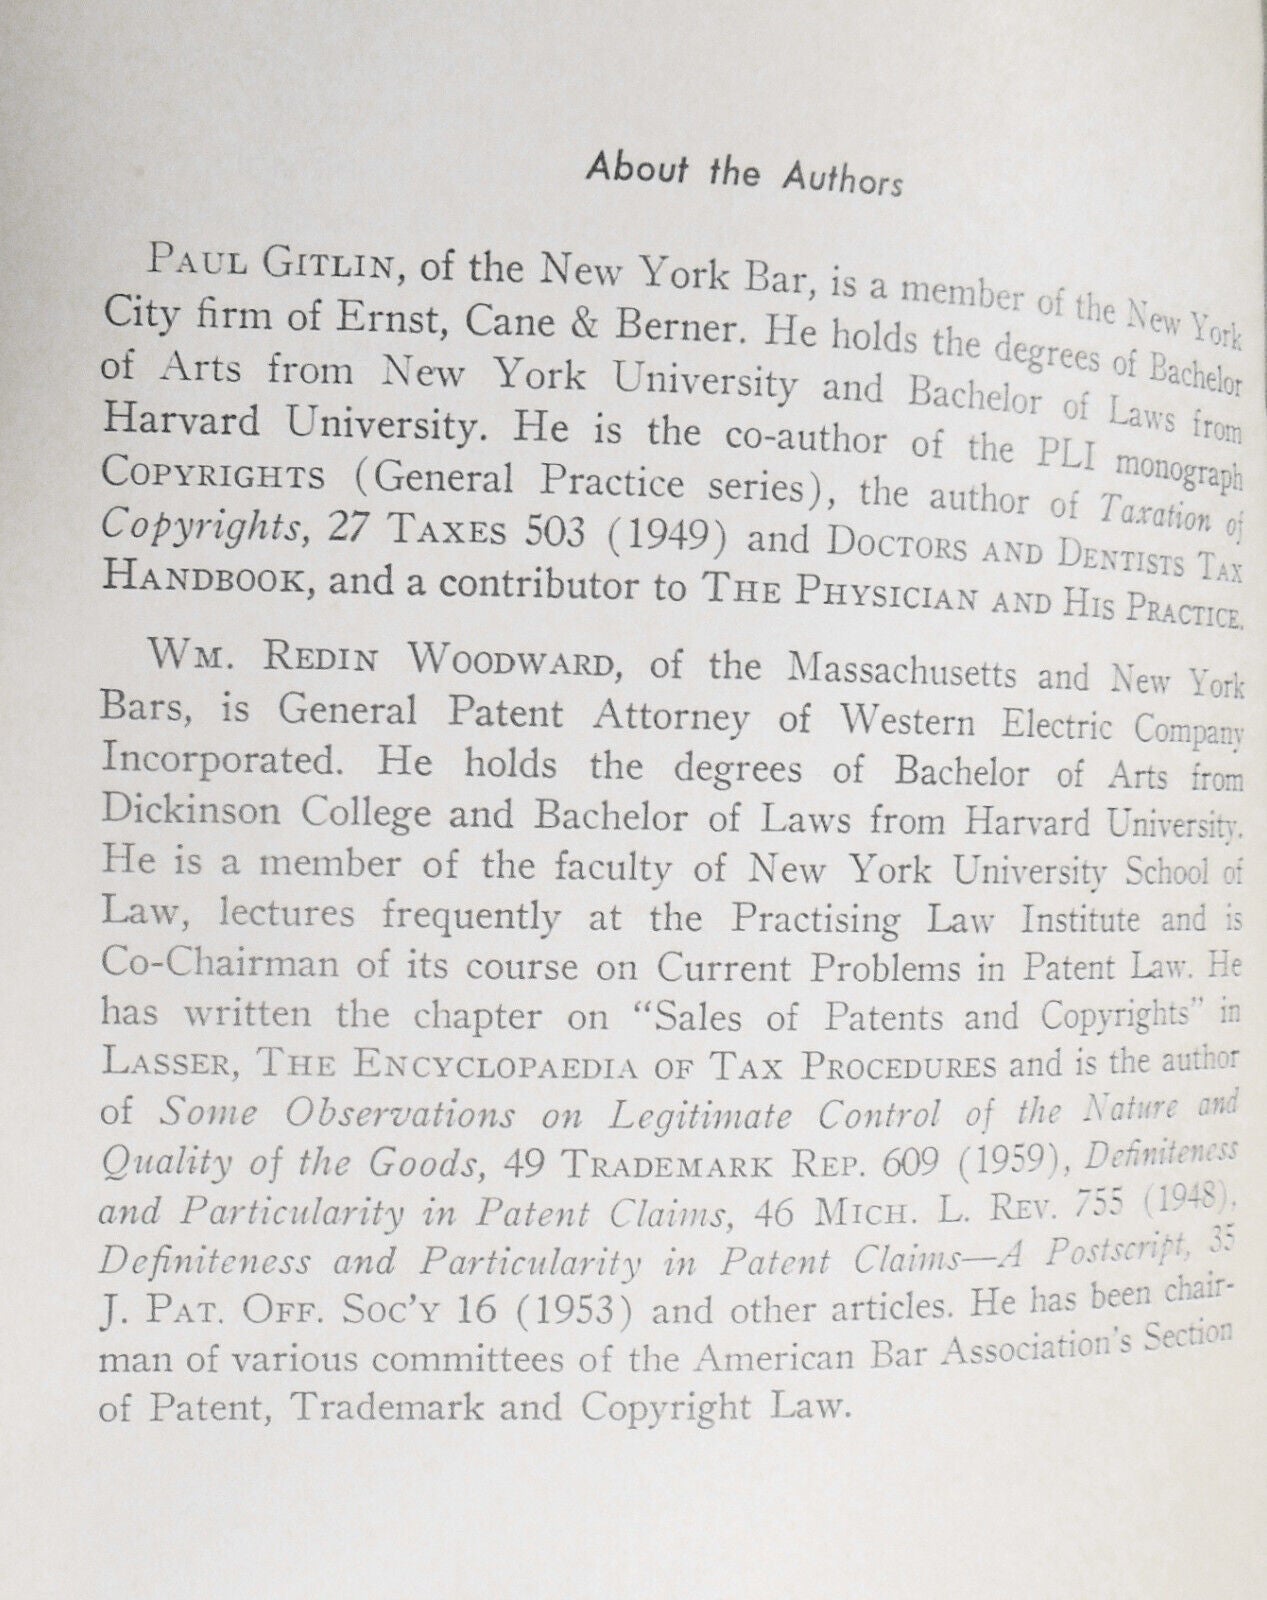 About the Authors
PAUL GITLIN, of the New York Bar, is a member of the New York
City firm of Ernst, Cane & Berner. He holds the degrees of Bachelor
of Arts from New York University and Bachelor of Laws from
Harvard University. He is the co-author of the PLI monograph
COPYRIGHTS (General Practice series), the author of Taxation of
Copyrights, 27 TAXES 503 (1949) and DOCTORS AND DENTISTS TAX
HANDBOOK, and a contributor to THE PHYSICIAN AND HIS PRACTICE.
WM. REDIN WOODWARD, of the Massachusetts and New York
Bars, is General Patent Attorney of Western Electric Company
Incorporated. He holds the degrees of Bachelor of Arts from
Dickinson College and Bachelor of Laws from Harvard University.
He is a member of the faculty of New York University School of
Law, lectures frequently at the Practising Law Institute and is
Co-Chairman of its course on Current Problems in Patent Law. He
has written the chapter on “Sales of Patents and Copyrights” in
LASSER, THE ENCYCLOPAEDIA OF TAX PROCEDURES and is the author
of Some Observations on Legitimate Control of the Nature and
Quality of the Goods, 49 TRADEMARK REP. 609 (1959), Definiteness
and Particularity in Patent Claims, 46 MICH. L. REV. 755 (1948),
Definiteness and Particularity in Patent Claims—A Postscript, 35
J. PAT. OFF. SOC'Y 16 (1953) and other articles. He has been chair-
man of various committees of the American Bar Association's Section
of Patent, Trademark and Copyright Law.